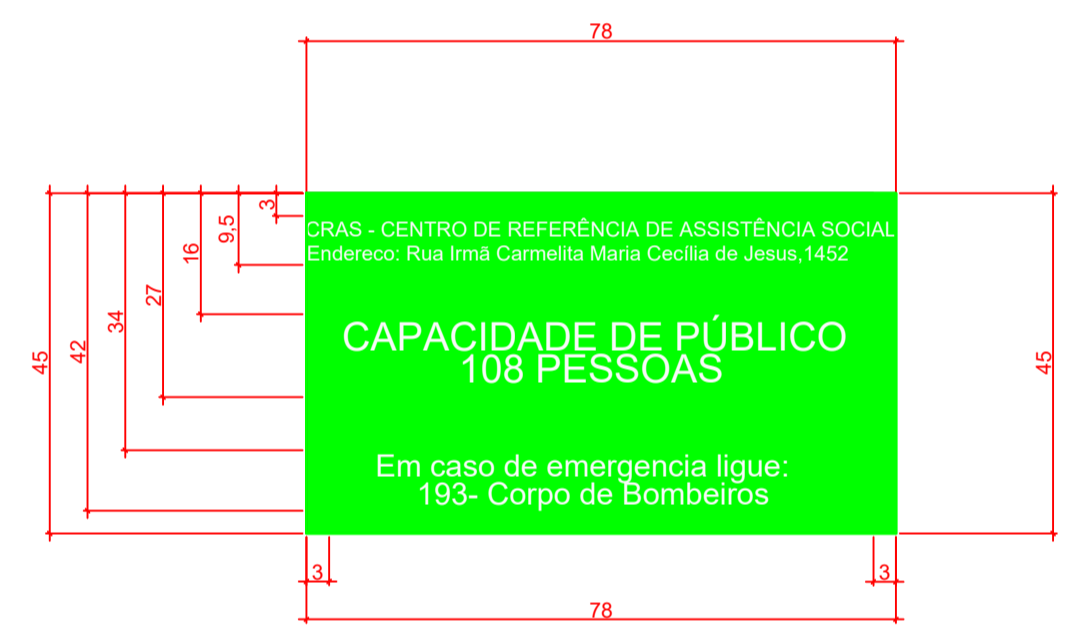 78
3
9,5
16
27
34
42
45
45
CRAS - CENTRO DE REFERÊNCIA DE ASSISTÊNCIA SOCIAL
Endereco: Rua Irmã Carmelita Maria Cecília de Jesus,1452
CAPACIDADE DE PÚBLICO
108 PESSOAS
Em caso de emergencia ligue:
193- Corpo de Bombeiros
3
3
78